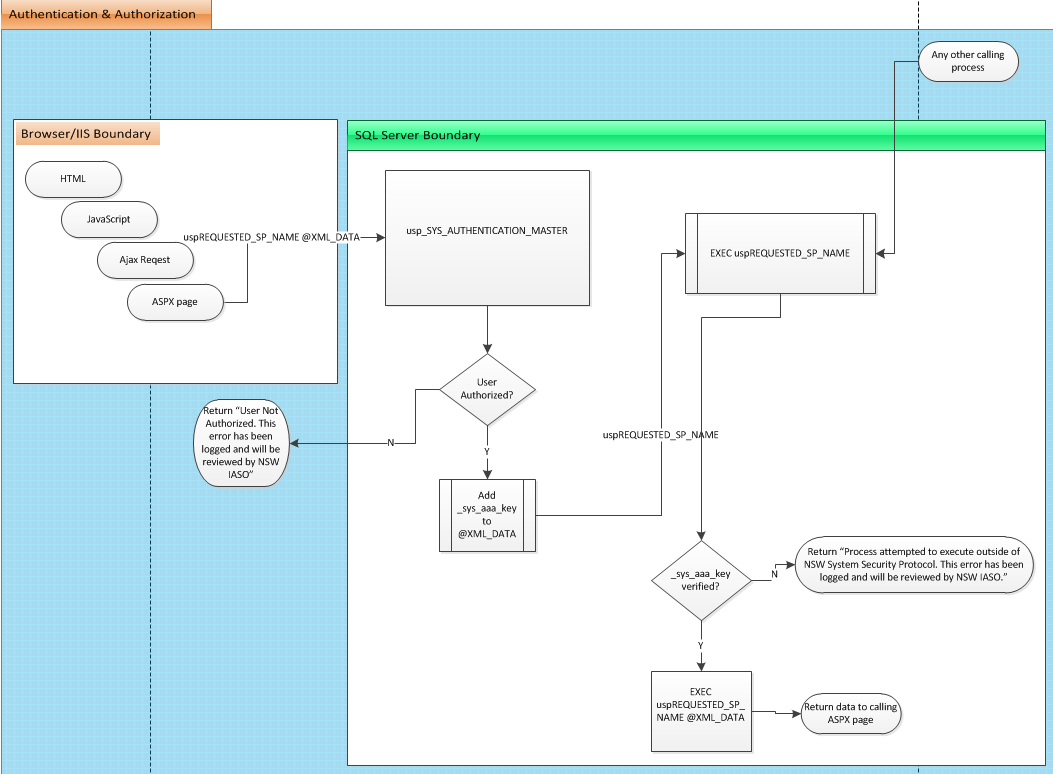 Authentication & Authorization
Any other calling
process
Browser/IIS Boundary
SQL Server Boundary
HTML
JavaScript
Ajax Reqest
ASPX page
uspREQUESTED_SP_NAME @XML_DATA
usp_SYS_AUTHENTICATION_MASTER
EXEC uspREQUESTED_SP_NAME
User
Authorized?
N
Return “User Not
Authorized. This
error has been
logged and will be
reviewed by NSW
IASO”
Y
Add
_sys_aaa_key
to
@XML_DATA
uspREQUESTED_SP_NAME
_sys_aaa_key
verified?
N
Return “Process attempted to execute outside of
NSW System Security Protocol. This error has been
logged and will be reviewed by NSW IASO.”
Y
EXEC
uspREQUESTED_SP_
NAME @XML_DATA
Return data to calling
ASPX page